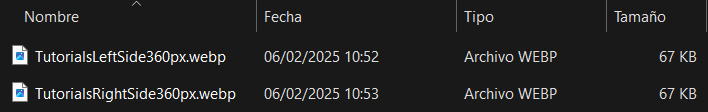 Nombre Fecha Tipo Tamaño
TutorialsLeftSide360px.webp 06/02/2025 10:52 Archivo WEBP 67 KB
TutorialsRightSide360px.webp 06/02/2025 10:53 Archivo WEBP 67 KB